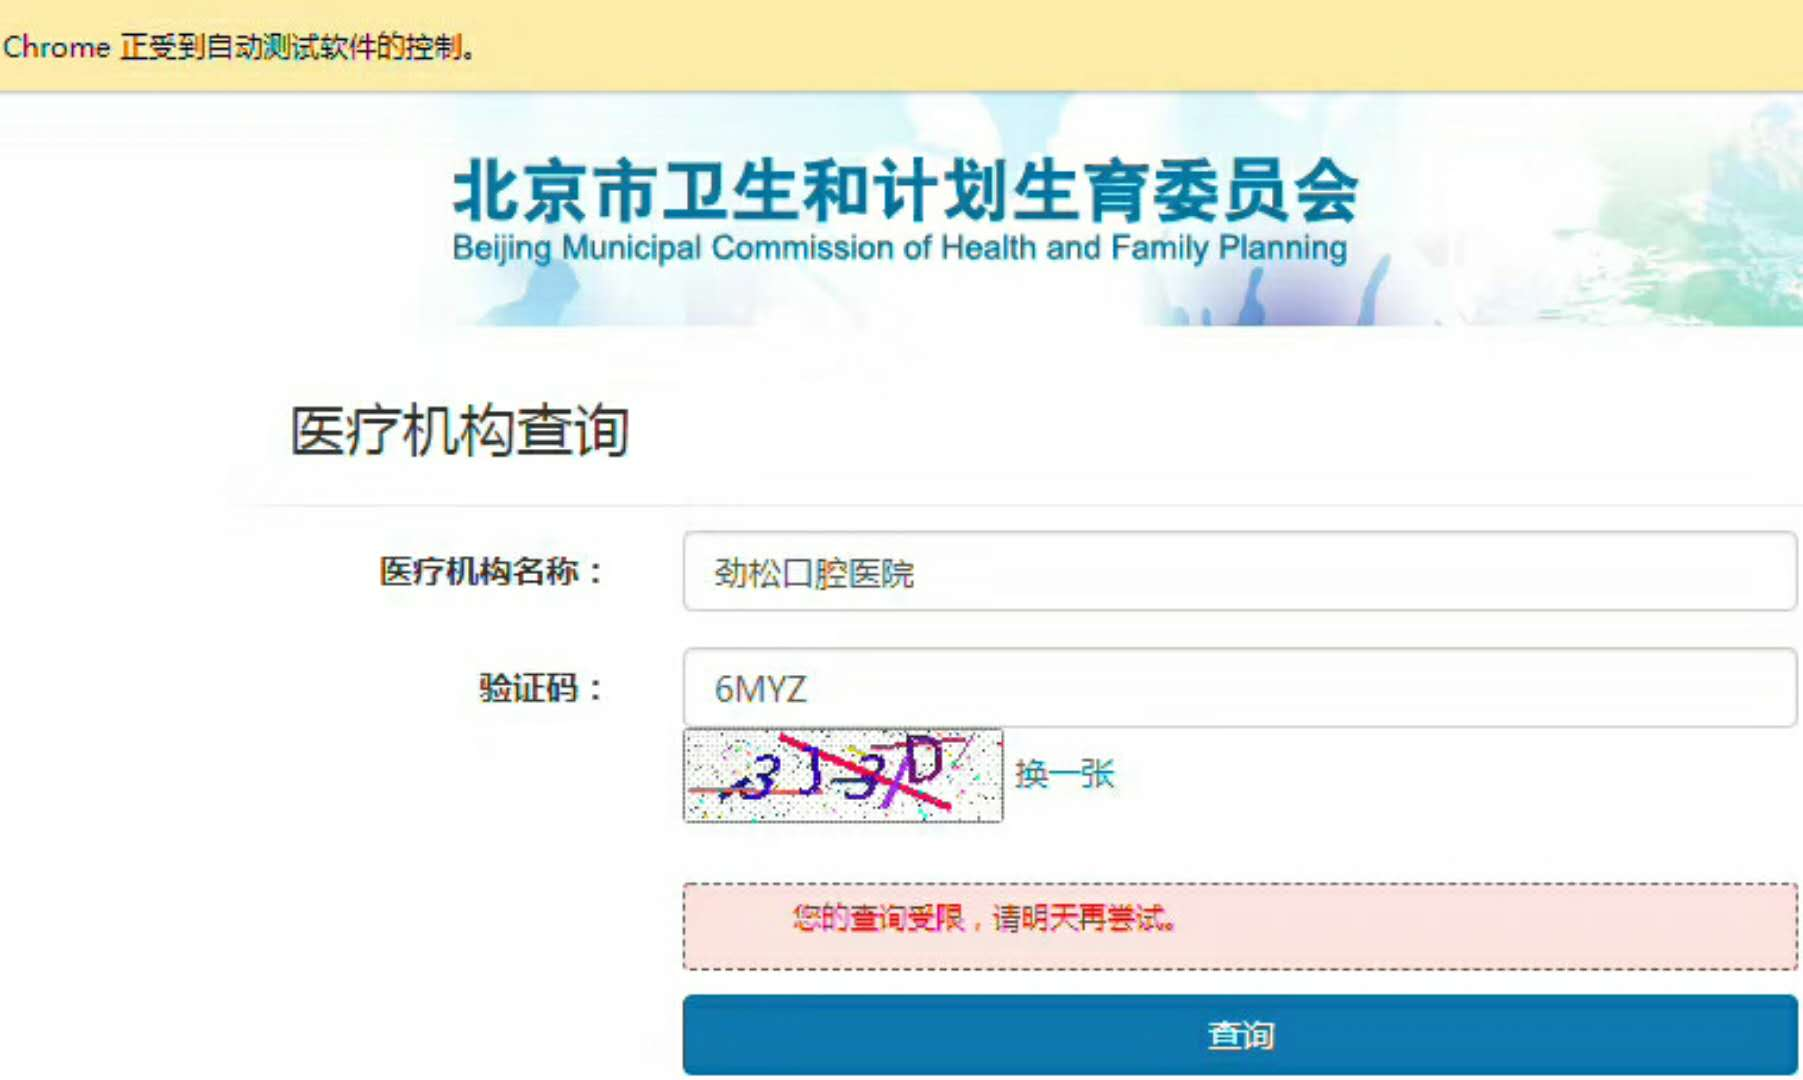 Chrome 正受到自动测试软件的控制。
北京市卫生和计划生育委员会
Beijing Municipal Commission of Health and Family Planning
医疗机构查询
医疗机构名称： 劲松口腔医院
验证码： 6MYZ
换一张
您的查询受限，请明天再尝试。
查询